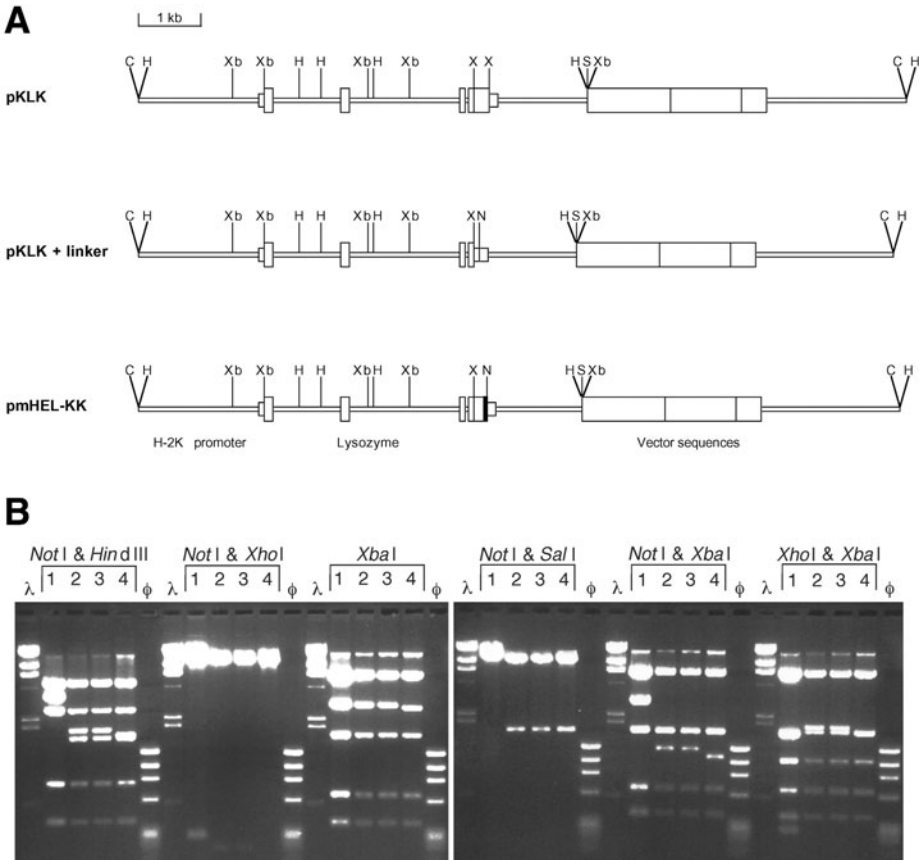 A
1 kb
C H Xb Xb H H Xb H Xb X X H S Xb C H
pKLK
C H Xb Xb H H Xb H Xb X N H S Xb C H
pKLK + linker
C H Xb Xb H H Xb H Xb X N H S Xb C H
pmHEL-KK
H-2K promoter Lysozyme Vector sequences
B
Not I & Hin d III Not I & Xho I Xba I Not I & Sal I Not I & Xba I Xho I & Xba I
λ 1 2 3 4 ϕ λ 1 2 3 4 ϕ λ 1 2 3 4 ϕ λ 1 2 3 4 ϕ λ 1 2 3 4 ϕ λ 1 2 3 4 ϕ